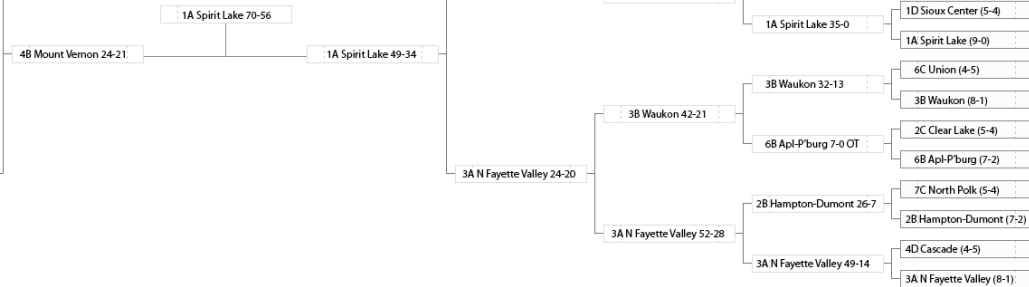 1A Spirit Lake 70-56
4B Mount Vernon 24-21
1A Spirit Lake 49-34
3A N Fayette Valley 24-20
3B Waukon 42-21
3A N Fayette Valley 52-28
1A Spirit Lake 35-0
3B Waukon 32-13
6B Apl-P'burg 7-0 OT
2B Hampton-Dumont 26-7
3A N Fayette Valley 49-14
1D Sioux Center (5-4)
1A Spirit Lake (9-0)
6C Union (4-5)
3B Waukon (8-1)
2C Clear Lake (5-4)
6B Apl-P'burg (7-2)
7C North Polk (5-4)
2B Hampton-Dumont (7-2)
4D Cascade (4-5)
3A N Fayette Valley (8-1)